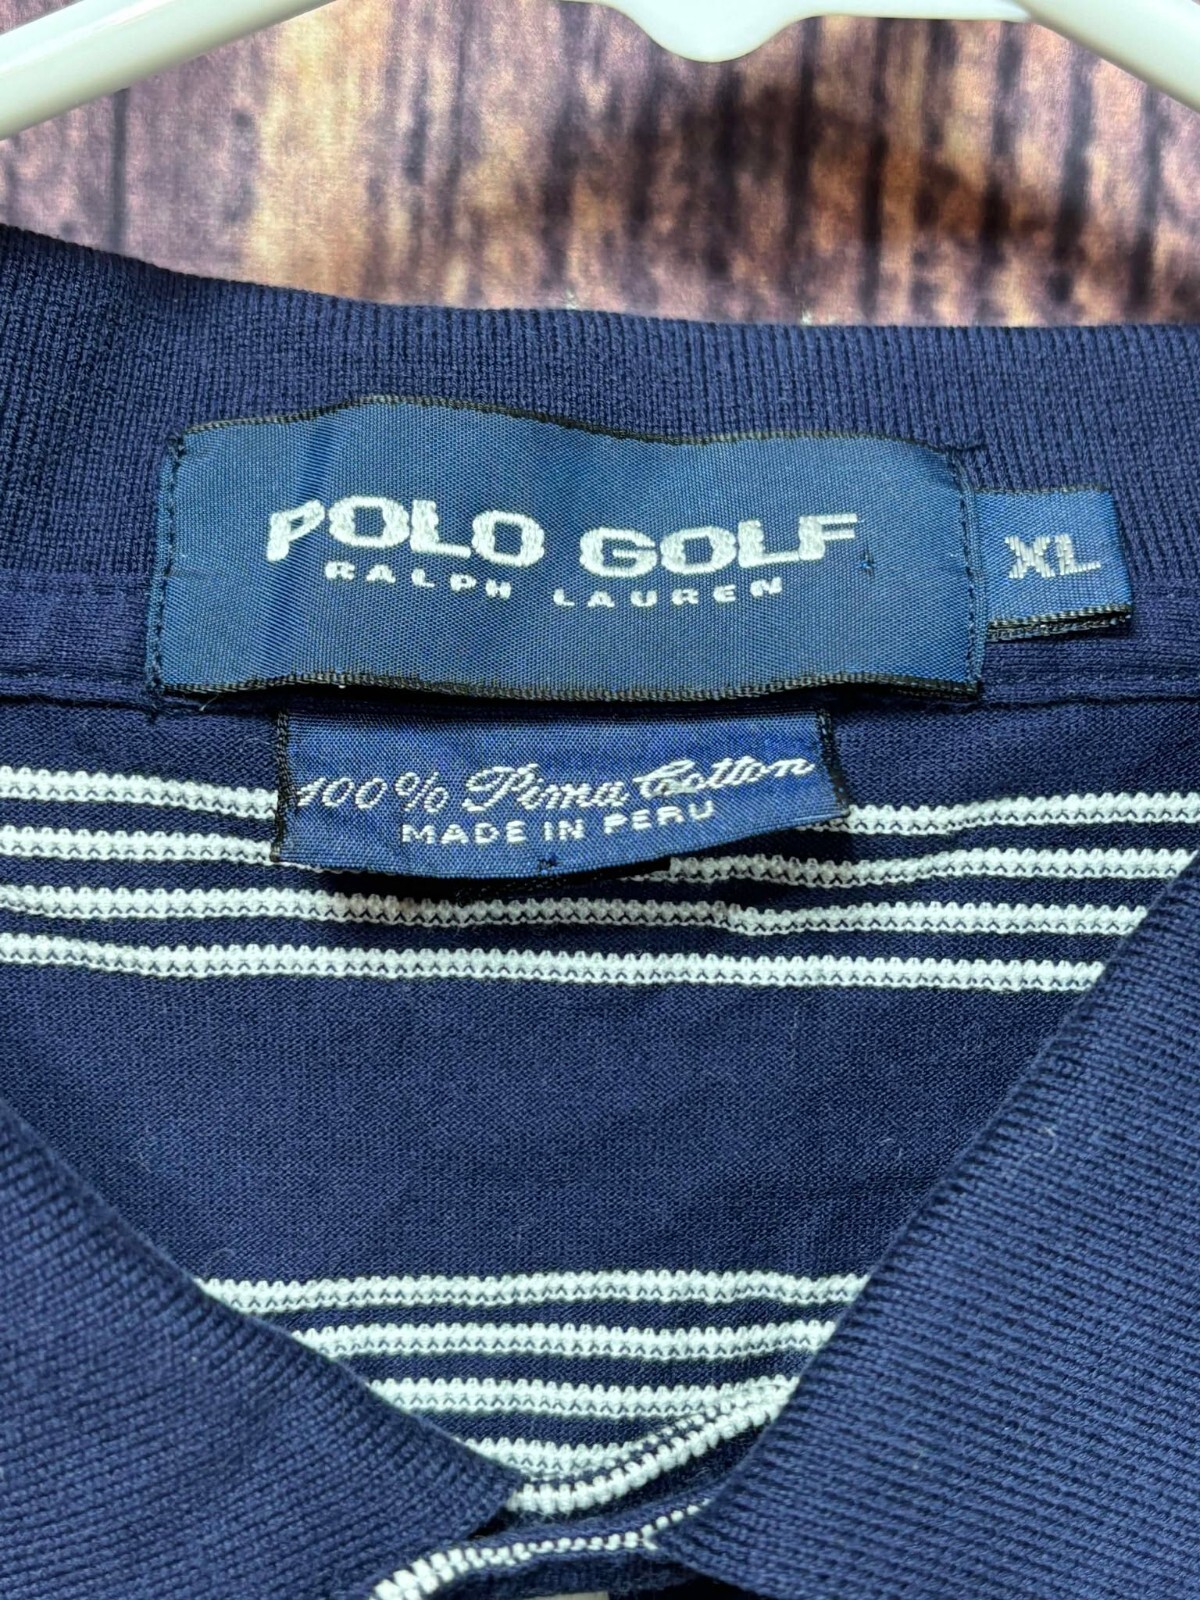 POLO GOLF
RALPH LAUREN
XL
100% Pima Cotton
MADE IN PERU